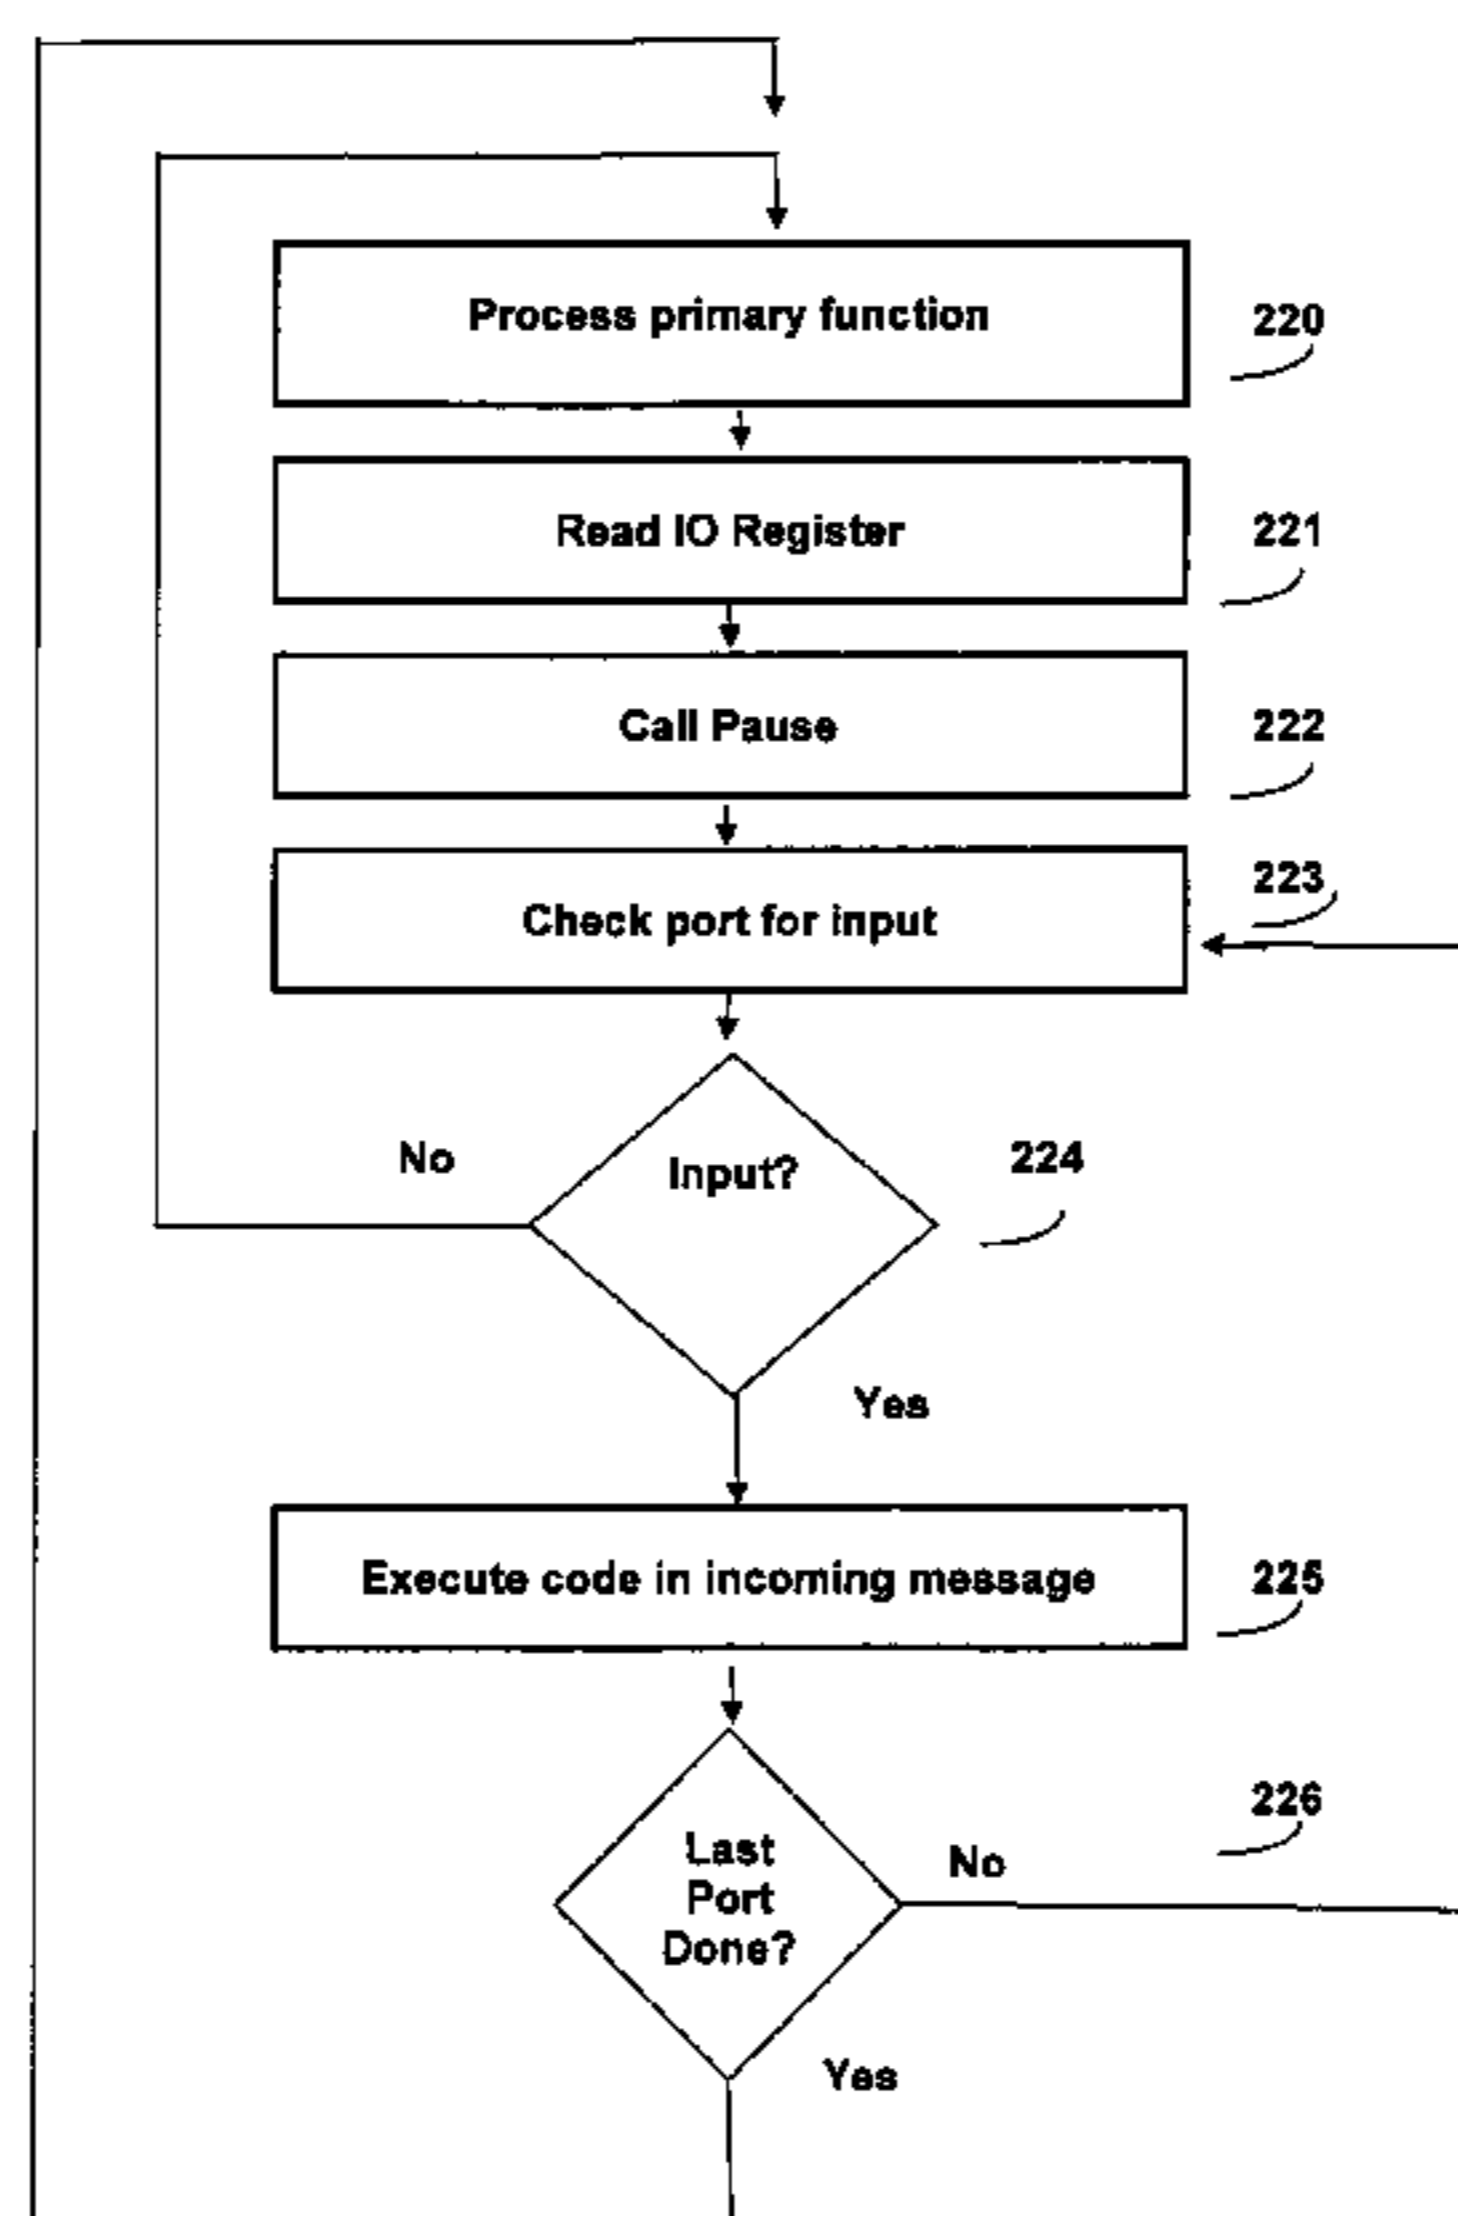 Process primary function
220
Read IO Register
221
Call Pause
222
Check port for input
223
Input?
No
224
Yes
Execute code in incoming message
225
226
Last
Port
Done?
No
Yes